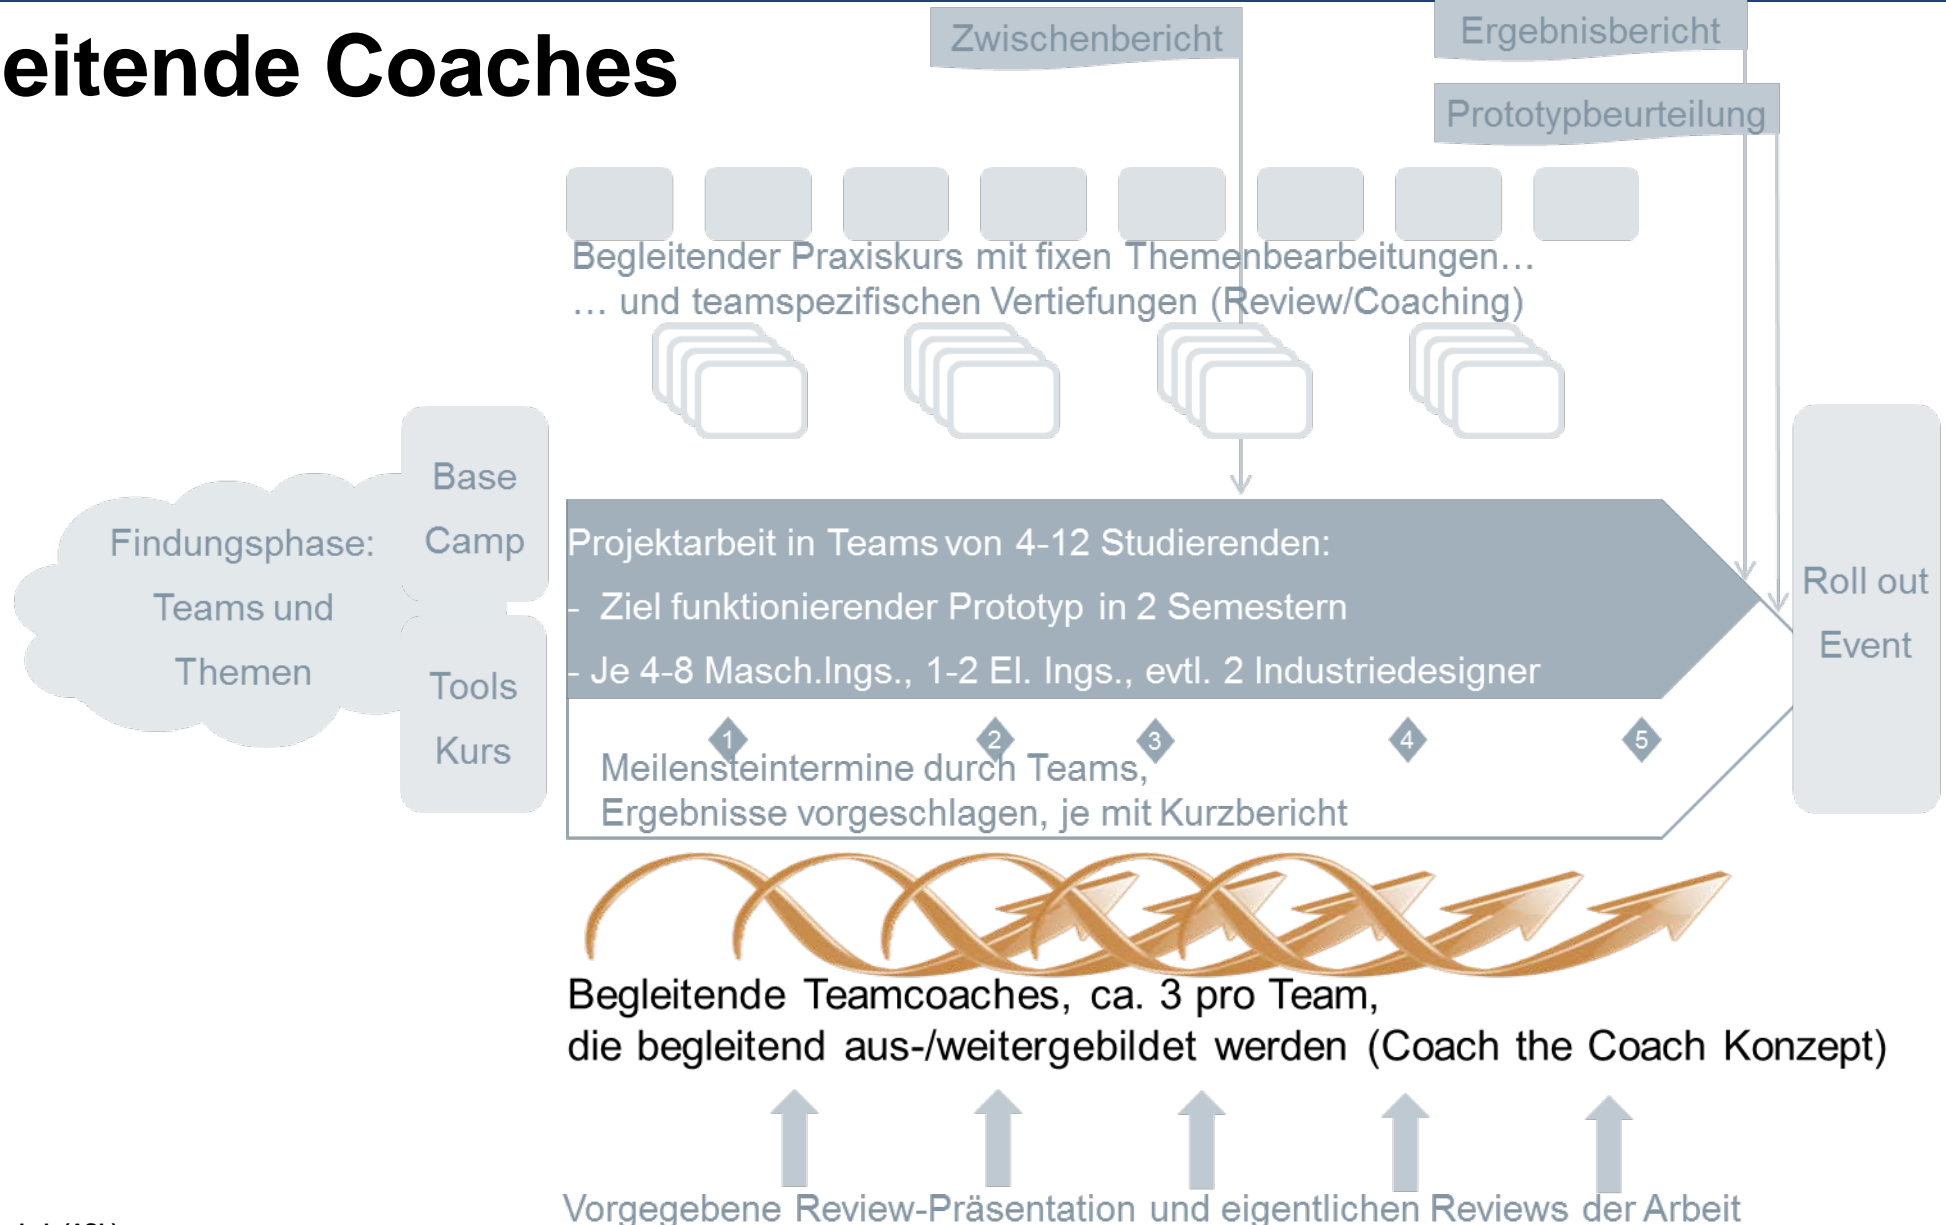 eitende Coaches
Zwischenbericht
Ergebnisbericht
Prototypbeurteilung
Begleitender Praxiskurs mit fixen Themenbearbeitungen…
… und teamspezifischen Vertiefungen (Review/Coaching)
Findungsphase:
Teams und
Themen
Base
Camp
Tools
Kurs
Projektarbeit in Teams von 4-12 Studierenden:
- Ziel funktionierender Prototyp in 2 Semestern
- Je 4-8 Masch.Ings., 1-2 El. Ings., evtl. 2 Industriedesigner
Roll out
Event
1 2 3 4 5
Meilensteintermine durch Teams,
Ergebnisse vorgeschlagen, je mit Kurzbericht
Begleitende Teamcoaches, ca. 3 pro Team,
die begleitend aus-/weitergebildet werden (Coach the Coach Konzept)
Vorgegebene Review-Präsentation und eigentlichen Reviews der Arbeit